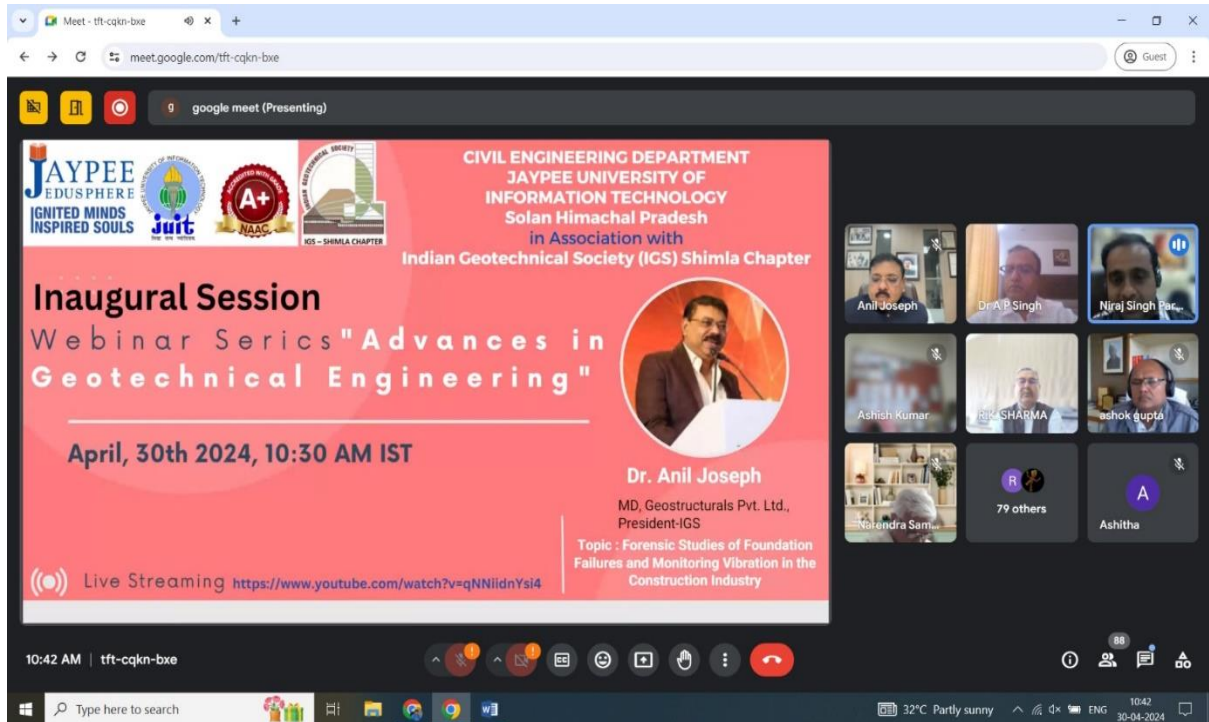 Meet - tft-cqkn-bxe
meet.google.com/tft-cqkn-bxe
Guest
g google meet (Presenting)
JAYPEE
EDUSPHERE
IGNITED MINDS
INSPIRED SOULS
juit
ACCREDITED WITH GRADE
A+
NAAC
IGS – SHIMLA CHAPTER
CIVIL ENGINEERING DEPARTMENT
JAYPEE UNIVERSITY OF
INFORMATION TECHNOLOGY
Solan Himachal Pradesh
in Association with
Indian Geotechnical Society (IGS) Shimla Chapter
Inaugural Session
Webinar Serics "Advances in
Geotechnical Engineering"
April, 30th 2024, 10:30 AM IST
Dr. Anil Joseph
MD, Geostructurals Pvt. Ltd.,
President-IGS
Topic : Forensic Studies of Foundation
Failures and Monitoring Vibration in the
Construction Industry
((•)) Live Streaming https://www.youtube.com/watch?v=qNNiidnYsi4
Anil Joseph
Dr A P Singh
Niraj Singh Par...
Ashish Kumar
R.K. SHARMA
ashok gupta
Narendra Sam...
R
79 others
A
Ashitha
10:42 AM | tft-cqkn-bxe
88
Type here to search
32°C Partly sunny
ENG
10:42
30-04-2024